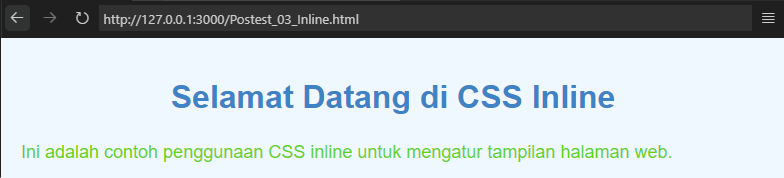 http://127.0.0.1:3000/Postest_03_Inline.html
Selamat Datang di CSS Inline
Ini adalah contoh penggunaan CSS inline untuk mengatur tampilan halaman web.